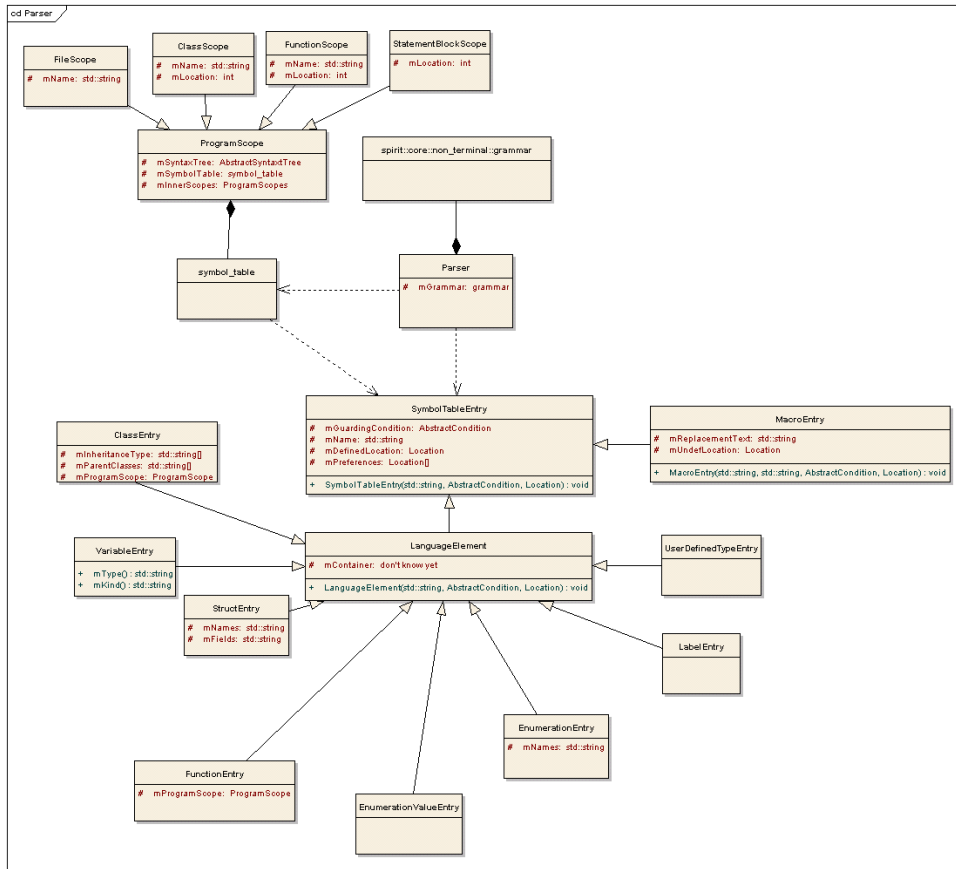 cd Parser
FileScope
# mName: std::string
ClassScope
# mName: std::string
# mLocation: int
FunctionScope
# mName: std::string
# mLocation: int
StatementBlockScope
# mLocation: int
ProgramScope
# mSyntaxTree: AbstractSyntaxtTree
# mSymbolTable: symbol_table
# mInnerScopes: ProgramScopes
spirit::core::non_terminal::grammar
symbol_table
Parser
# mGrammar: grammar
SymbolTableEntry
# mGuardingCondition: AbstractCondition
# mName: std::string
# mDefinedLocation: Location
# mPreferences: Location[]
+ SymbolTableEntry(std::string, AbstractCondition, Location) : void
MacroEntry
# mReplacementText: std::string
# mUndefLocation: Location
+ MacroEntry(std::string, std::string, AbstractCondition, Location) : void
ClassEntry
# mInheritanceType: std::string[]
# mParentClasses: std::string[]
# mProgramScope: ProgramScope
VariableEntry
+ mType() : std::string
+ mKind() : std::string
LanguageElement
# mContainer: don't know yet
+ LanguageElement(std::string, AbstractCondition, Location) : void
UserDefinedTypeEntry
StructEntry
# mNames: std::string
# mFields: std::string
LabelEntry
EnumerationEntry
# mNames: std::string
FunctionEntry
# mProgramScope: ProgramScope
EnumerationValueEntry